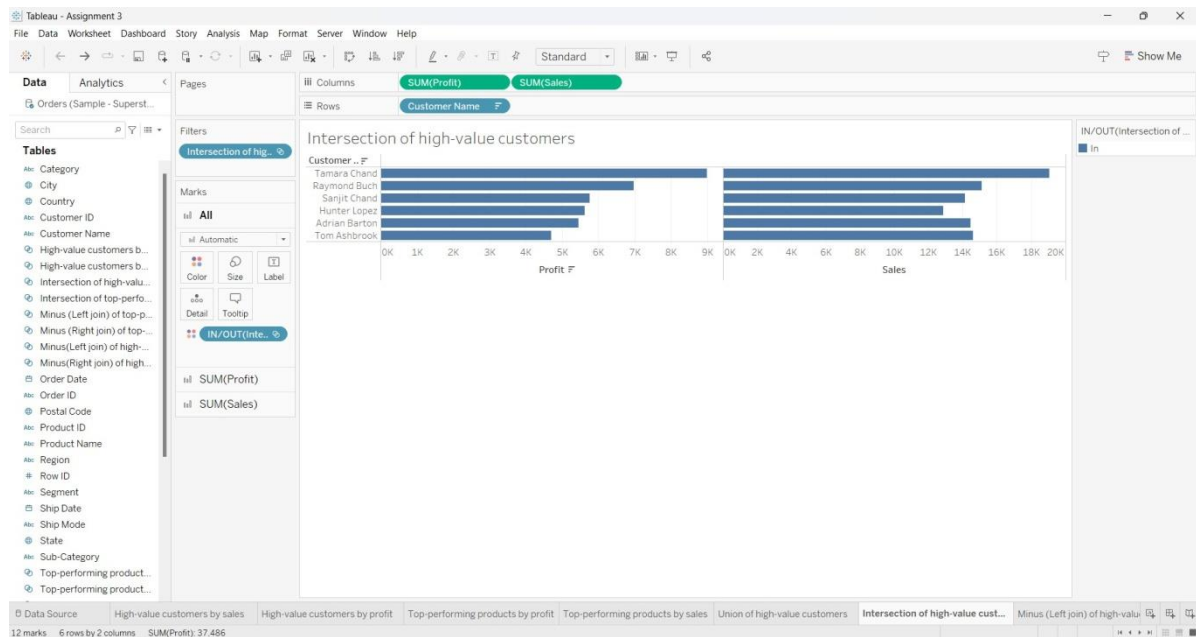 Tableau - Assignment 3
File Data Worksheet Dashboard Story Analysis Map Format Server Window Help
Standard
Show Me
Data
Analytics
Orders (Sample - Superst...
Search
Tables
Abc Category
City
Country
Abc Customer ID
Abc Customer Name
High-value customers b...
High-value customers b...
Intersection of high-valu...
Intersection of top-perfo...
Minus (Left join) of top-p...
Minus (Right join) of top-...
Minus(Left join) of high-...
Minus(Right join) of high...
Order Date
Abc Order ID
Postal Code
Abc Product ID
Abc Product Name
Abc Region
# Row ID
Abc Segment
Ship Date
Abc Ship Mode
State
Abc Sub-Category
Top-performing product...
Top-performing product...
Pages
Filters
Intersection of hig..
Marks
All
Automatic
Color Size Label
Detail Tooltip
IN/OUT(Inte..
SUM(Profit)
SUM(Sales)
Columns SUM(Profit) SUM(Sales)
Rows Customer Name
Intersection of high-value customers
Customer ..
Tamara Chand
Raymond Buch
Sanjit Chand
Hunter Lopez
Adrian Barton
Tom Ashbrook
0K 1K 2K 3K 4K 5K 6K 7K 8K 9K 0K 2K 4K 6K 8K 10K 12K 14K 16K 18K 20K
Profit Sales
IN/OUT(Intersection of ...
In
Data Source High-value customers by sales High-value customers by profit Top-performing products by profit Top-performing products by sales Union of high-value customers Intersection of high-value cust... Minus (Left join) of high-valu
12 marks 6 rows by 2 columns SUM(Profit): 37,486